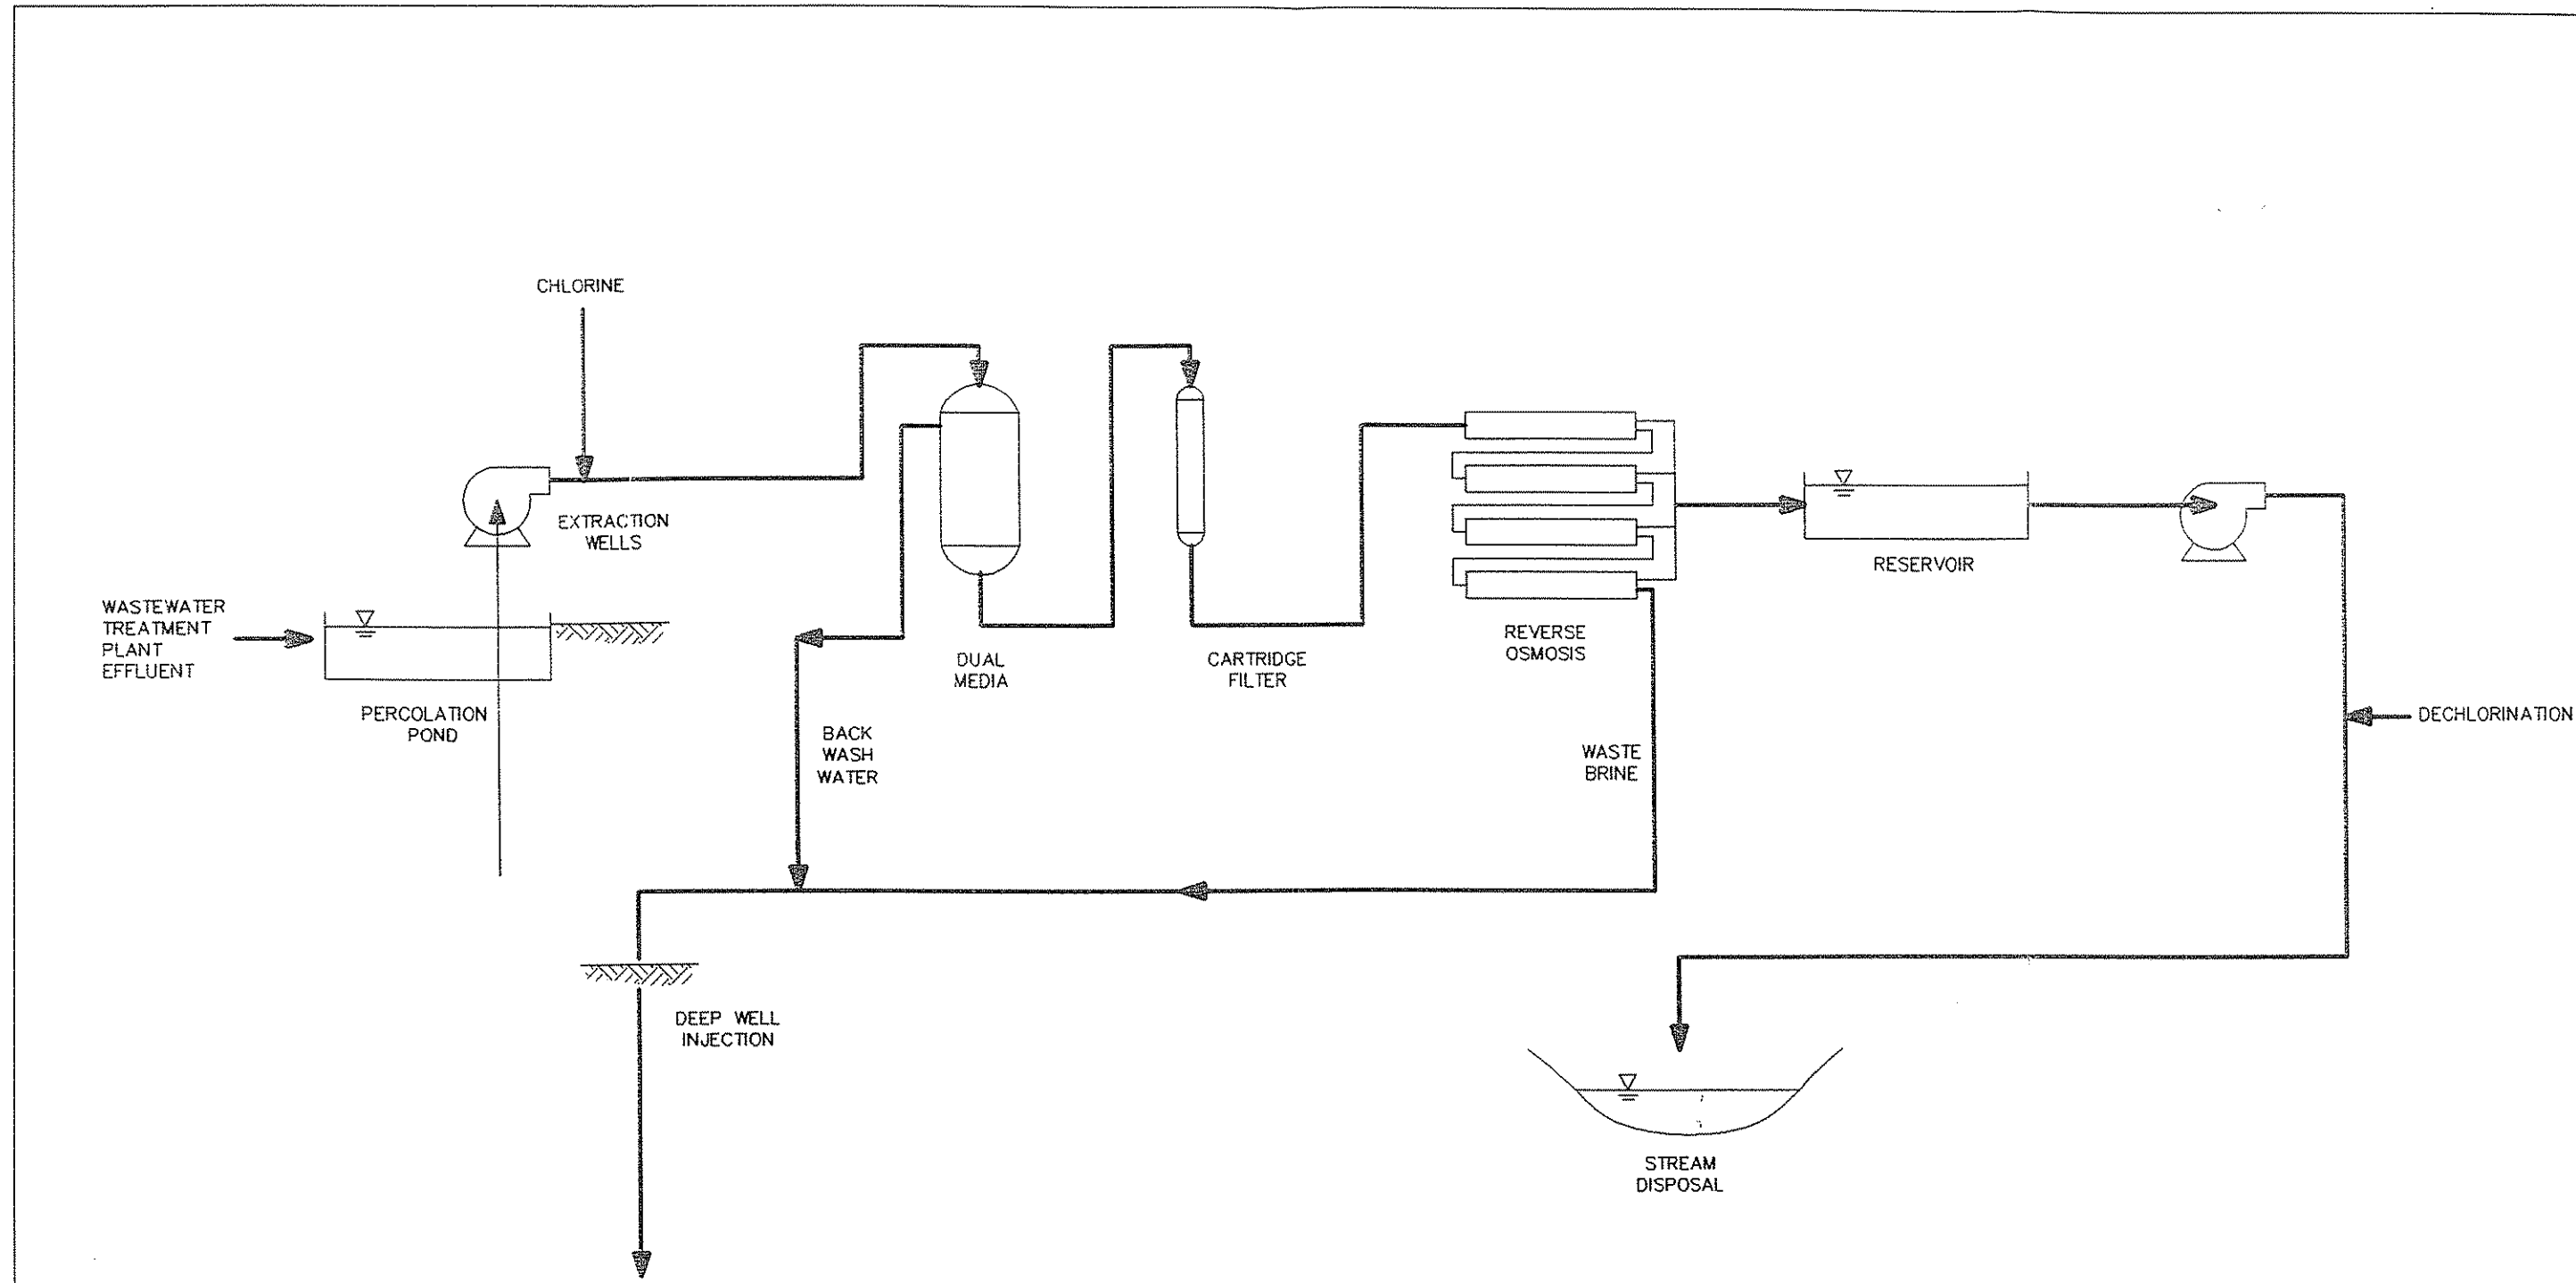 CHLORINE
EXTRACTION
WELLS
WASTEWATER
TREATMENT
PLANT
EFFLUENT
PERCOLATION
POND
DUAL
MEDIA
BACK
WASH
WATER
CARTRIDGE
FILTER
REVERSE
OSMOSIS
WASTE
BRINE
RESERVOIR
DECHLORINATION
DEEP WELL
INJECTION
STREAM
DISPOSAL